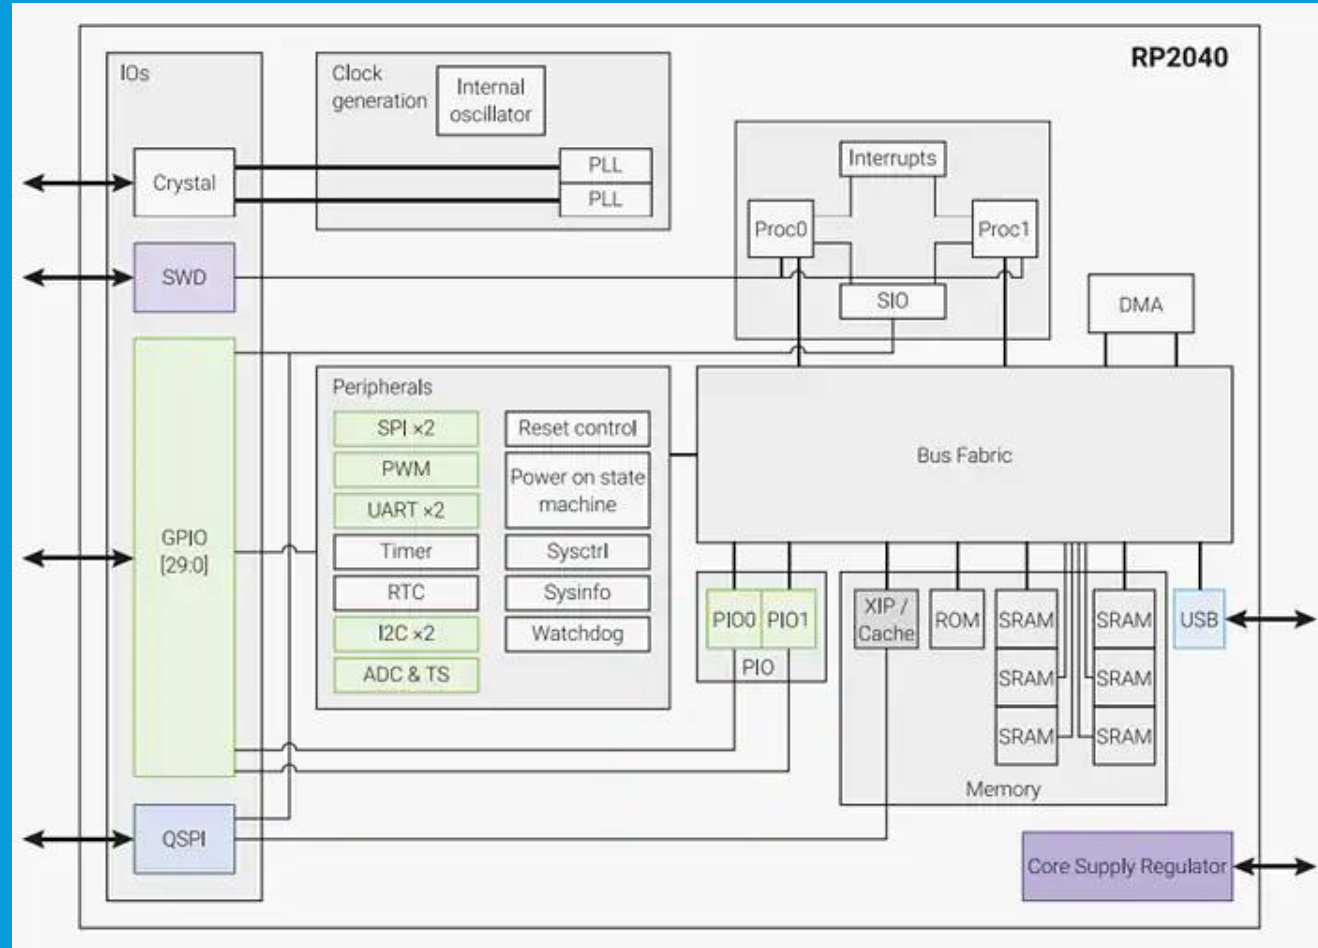 RP2040
IOs
Clock
generation
Internal
oscillator
Crystal
PLL
PLL
Interrupts
Proc0
Proc1
SWD
SIO
DMA
Peripherals
SPI ×2
PWM
UART ×2
Timer
RTC
I2C ×2
ADC & TS
Reset control
Power on state
machine
Sysctrl
Sysinfo
Watchdog
Bus Fabric
GPIO
[29:0]
PIO0
PIO1
PIO
XIP /
Cache
ROM
SRAM
SRAM
SRAM
SRAM
SRAM
SRAM
Memory
USB
QSPI
Core Supply Regulator